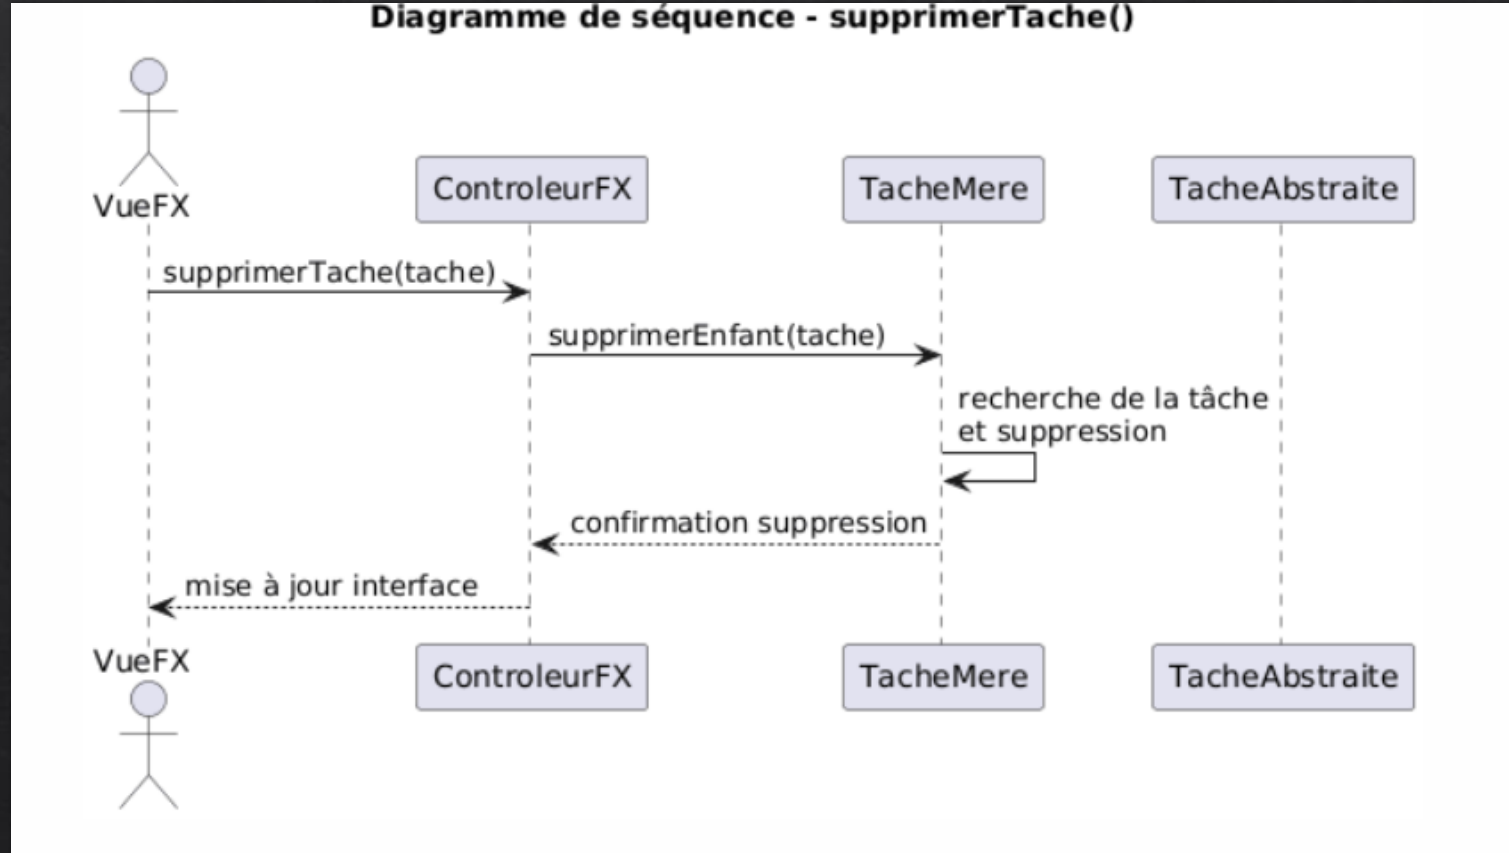 Diagramme de séquence - supprimerTache()
VueFX
ControleurFX
TacheMere
TacheAbstraite
supprimerTache(tache)
supprimerEnfant(tache)
recherche de la tâche
et suppression
confirmation suppression
mise à jour interface
VueFX
ControleurFX
TacheMere
TacheAbstraite